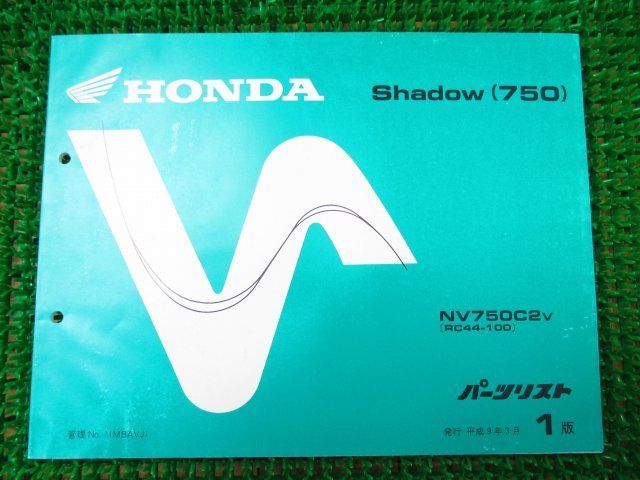 HONDA
Shadow (750)
NV750C2V
(RC44-100)
パーツリスト
管理No.
発行 平成9年3月 1版